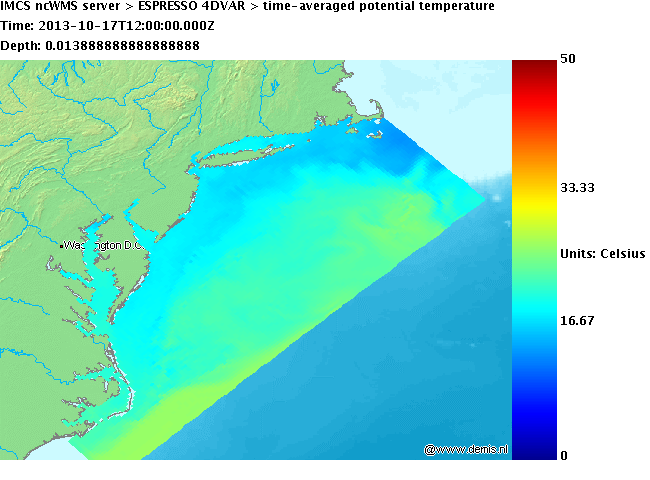 IMCS ncWMS server > ESPRESSO 4DVAR > time-averaged potential temperature
Time: 2013-10-17T12:00:00.000Z
Depth: 0.013888888888888888
50
33.33
Units: Celsius
16.67
0
@www.demis.nl